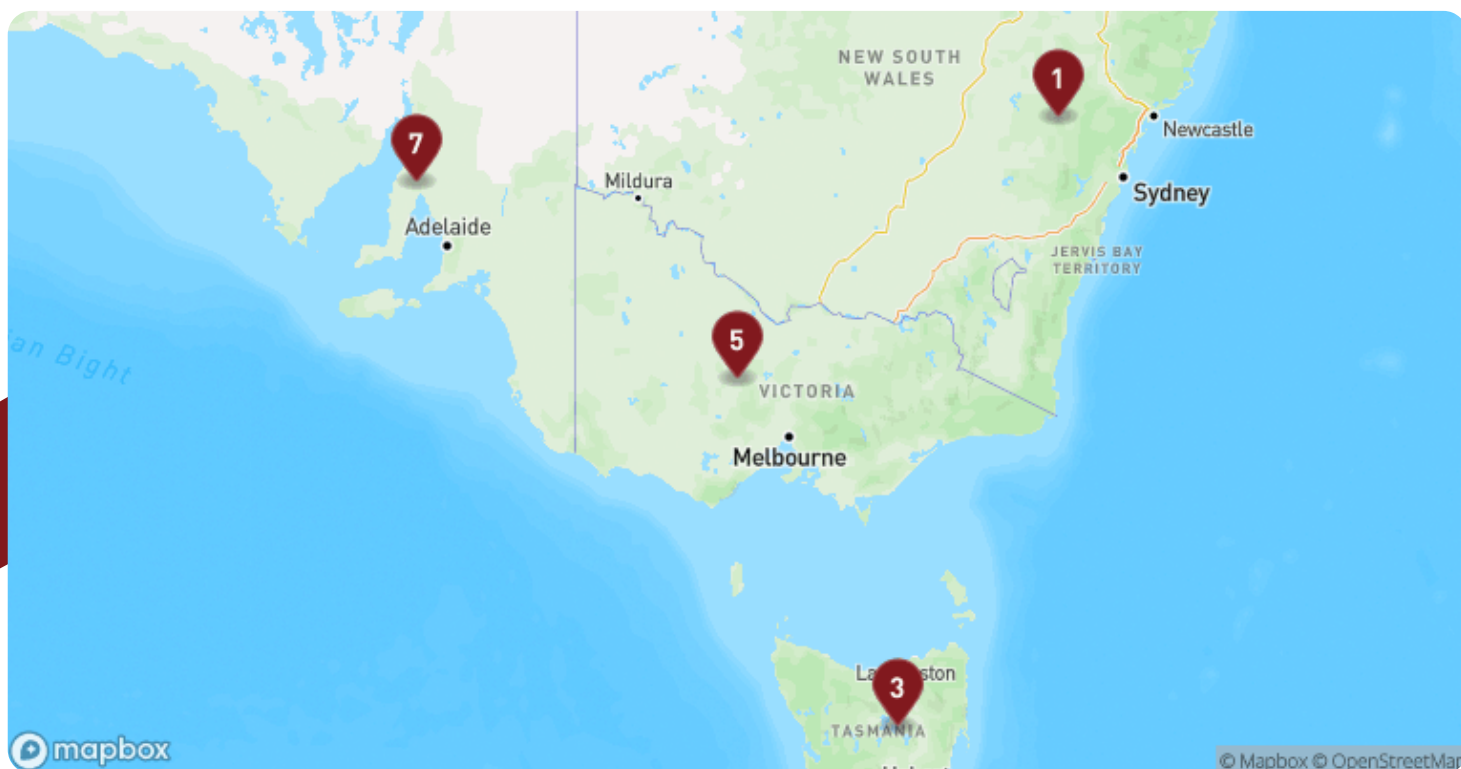 NEW SOUTH
WALES
1
Newcastle
7
Mildura
Sydney
Adelaide
JERVIS BAY
TERRITORY
5
VICTORIA
Melbourne
3
TASMANIA
an Bight
mapbox
© Mapbox © OpenStreetMap